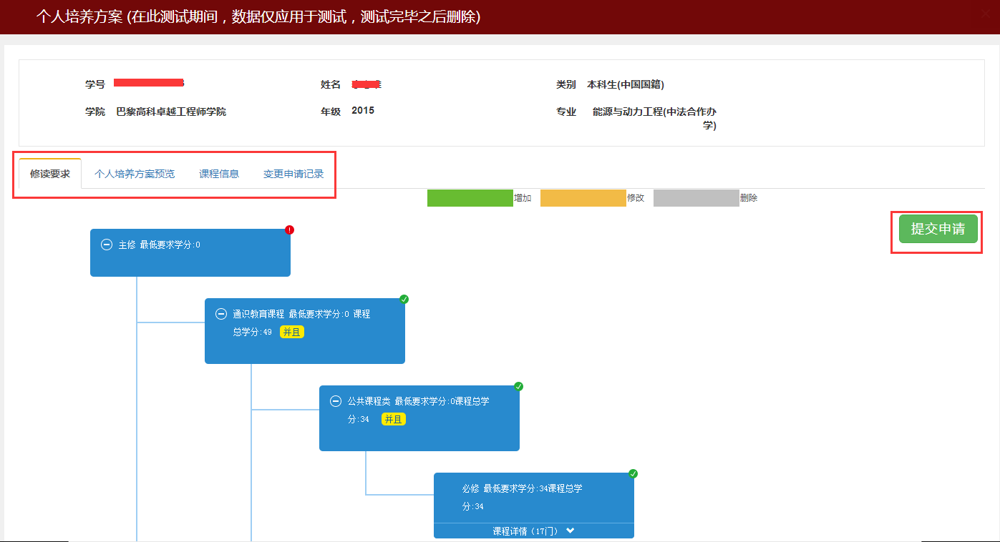 个人培养方案 (在此测试期间，数据仅应用于测试，测试完毕之后删除)
学号 姓名 类别 本科生(中国国籍)
学院 巴黎高科卓越工程师学院 年级 2015 专业 能源与动力工程(中法合作办
学)
修读要求 个人培养方案预览 课程信息 变更申请记录
增加 修改 删除
提交申请
主修 最低要求学分:0
通识教育课程 最低要求学分:0 课程
总学分:49 并且
公共课程类 最低要求学分:0课程总学
分:34 并且
必修 最低要求学分:34课程总学
分:34
课程详情（17门）